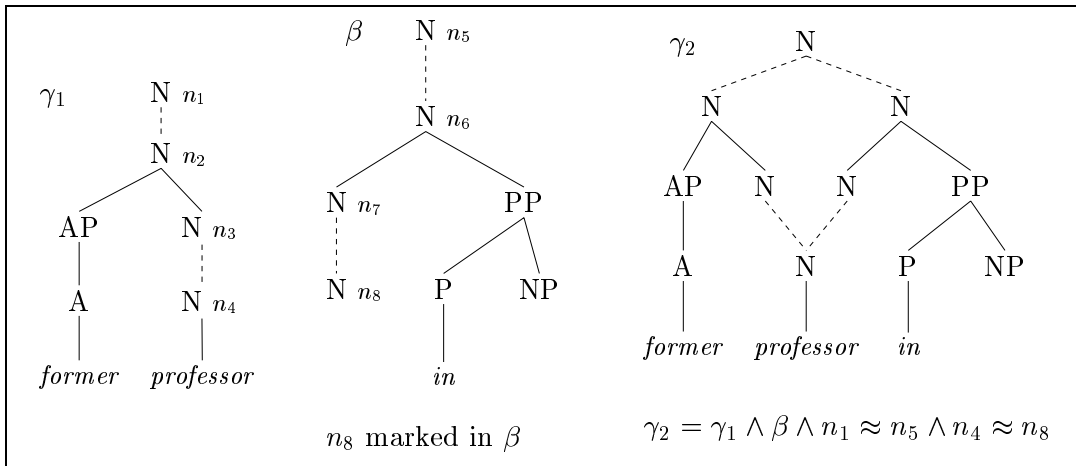 γ₁
N n₁
N n₂
AP N n₃
A N n₄
former professor
β N n₅
N n₆
N n₇ PP
N n₈ P NP
in
n₈ marked in β
γ₂ N
N N
AP N N PP
A N P NP
former professor in
γ₂ = γ₁ ∧ β ∧ n₁ ≈ n₅ ∧ n₄ ≈ n₈